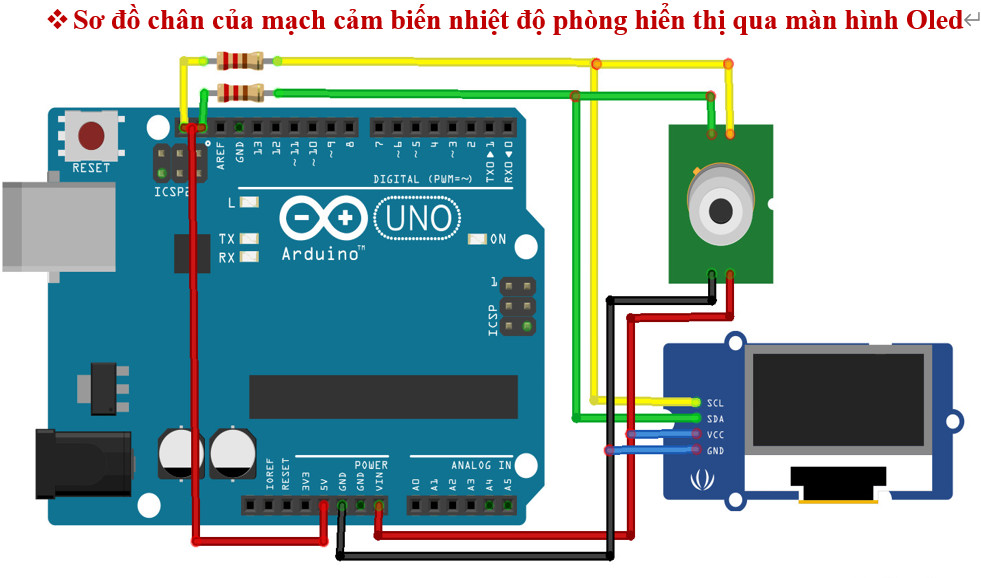 ❖ Sơ đồ chân của mạch cảm biến nhiệt độ phòng hiển thị qua màn hình Oled↵
RESET
ICSP2
AREF
GND
13
12
~11
~10
~9
8
7
~6
~5
4
~3
2
TX0▶1
RX0◀0
DIGITAL (PWM=~)
L
TX
RX
Arduino™
UNO
ON
1
ICSP
SCL
SDA
VCC
GND
POWER
ANALOG IN
IOREF
RESET
3V3
5V
GND
GND
VIN
A0
A1
A2
A3
A4
A5